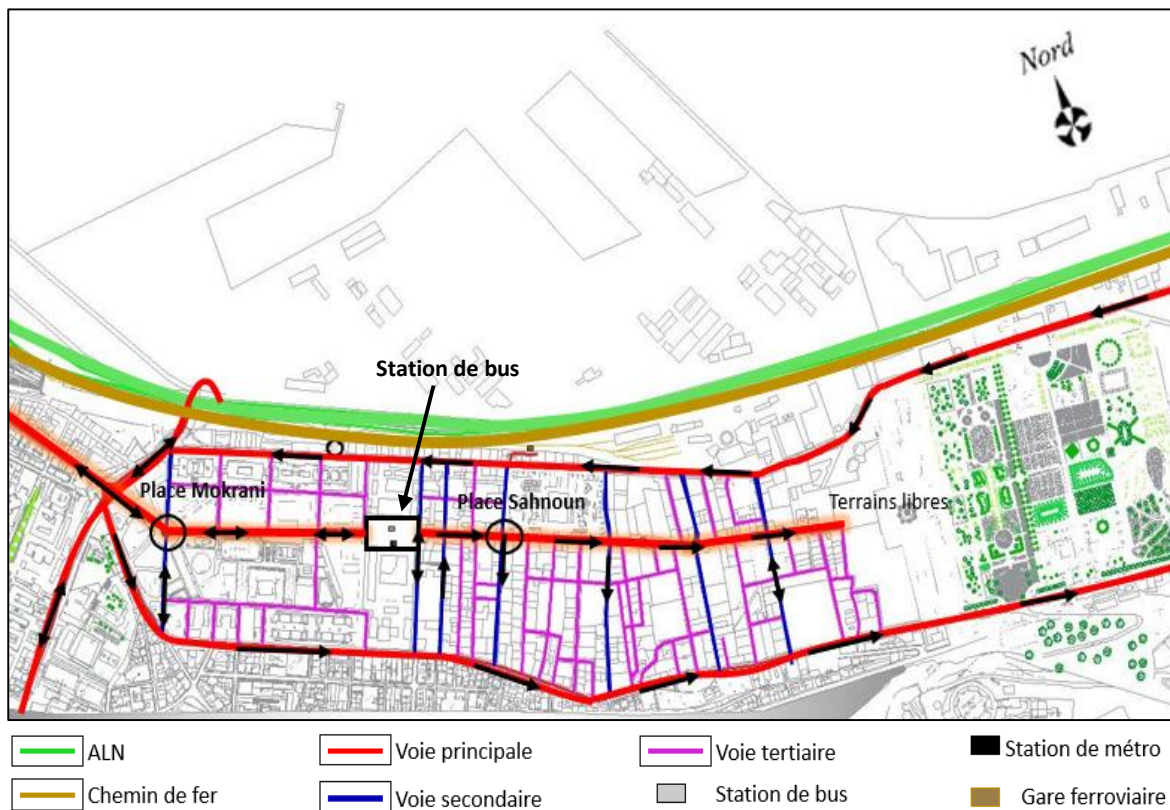 Nord
Station de bus
Place Mokrani
Place Sahnoun
Terrains libres
ALN
Voie principale
Voie tertiaire
Station de métro
Chemin de fer
Voie secondaire
Station de bus
Gare ferroviaire